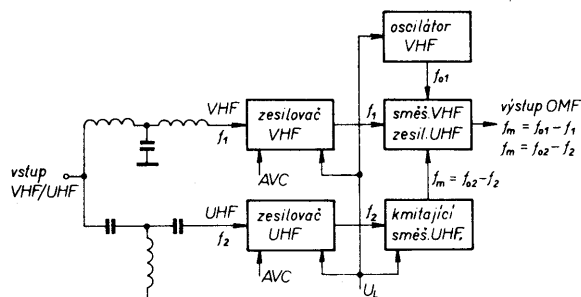 oscilátor
VHF
f₀₁
VHF
f₁
zesilovač
VHF
f₁
směš.VHF
zesil.UHF
výstup OMF
fₘ = f₀₁ - f₁
fₘ = f₀₂ - f₂
vstup
VHF/UHF
AVC
fₘ = f₀₂ - f₂
UHF
f₂
zesilovač
UHF
f₂
kmitající
směš.UHF.
AVC
U_L